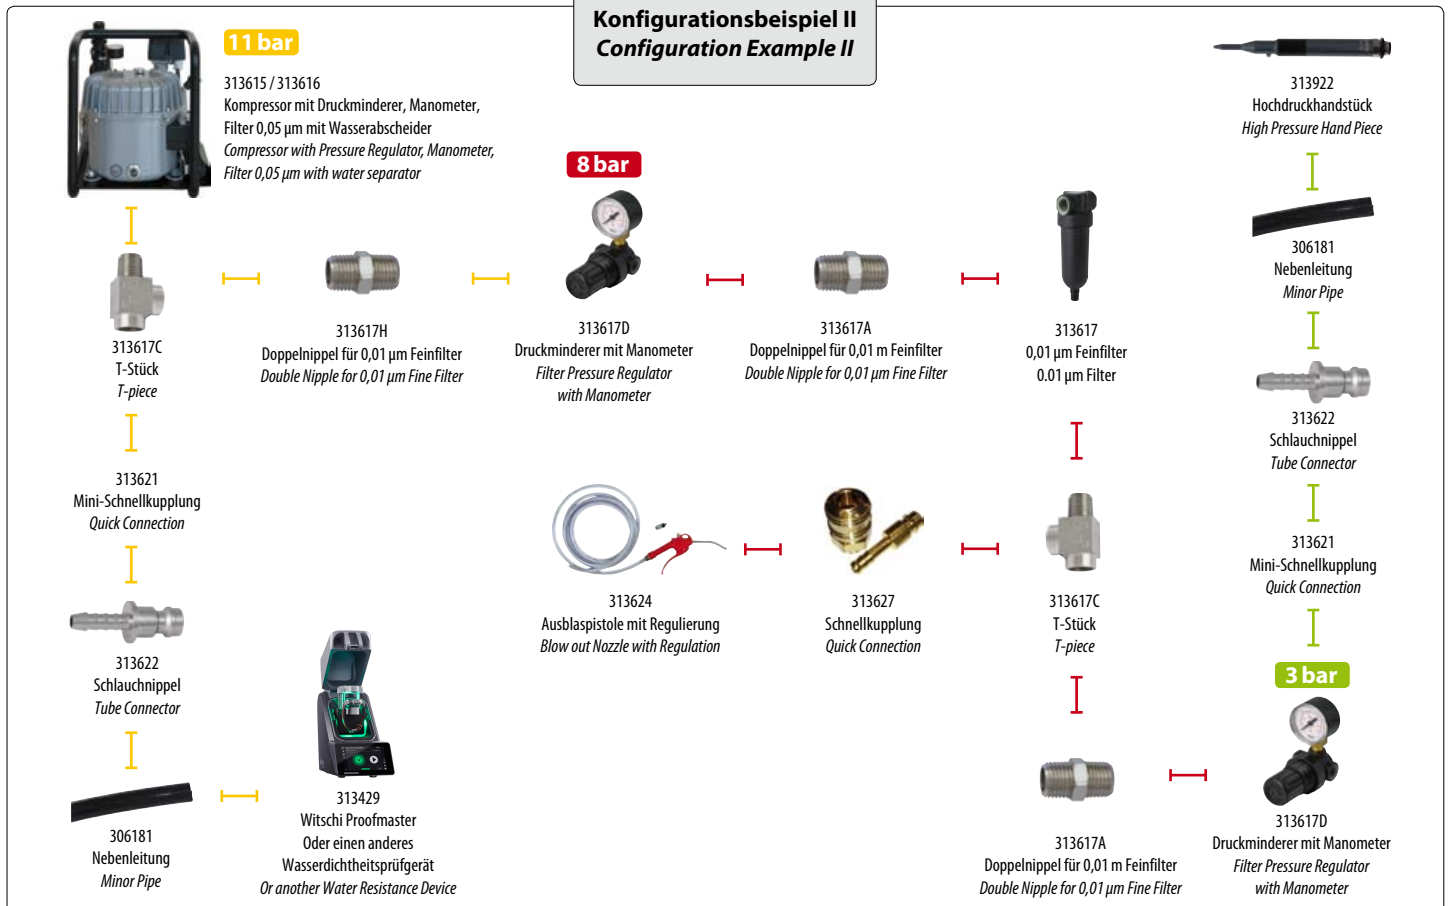 Konfigurationsbeispiel II
Configuration Example II
11 bar
313615 / 313616
Kompressor mit Druckminderer, Manometer,
Filter 0,05 µm mit Wasserabscheider
Compressor with Pressure Regulator, Manometer,
Filter 0,05 µm with water separator
313617C
T-Stück
T-piece
313617H
Doppelnippel für 0,01 µm Feinfilter
Double Nipple for 0,01 µm Fine Filter
8 bar
313617D
Druckminderer mit Manometer
Filter Pressure Regulator
with Manometer
313617A
Doppelnippel für 0,01 m Feinfilter
Double Nipple for 0,01 µm Fine Filter
313617
0,01 µm Feinfilter
0.01 µm Filter
313922
Hochdruckhandstück
High Pressure Hand Piece
306181
Nebenleitung
Minor Pipe
313622
Schlauchnippel
Tube Connector
313621
Mini-Schnellkupplung
Quick Connection
3 bar
313617D
Druckminderer mit Manometer
Filter Pressure Regulator
with Manometer
313621
Mini-Schnellkupplung
Quick Connection
313622
Schlauchnippel
Tube Connector
306181
Nebenleitung
Minor Pipe
313429
Witschi Proofmaster
Oder einen anderes
Wasserdichtheitsprüfgerät
Or another Water Resistance Device
313624
Ausblaspistole mit Regulierung
Blow out Nozzle with Regulation
313627
Schnellkupplung
Quick Connection
313617C
T-Stück
T-piece
313617A
Doppelnippel für 0,01 m Feinfilter
Double Nipple for 0,01 µm Fine Filter